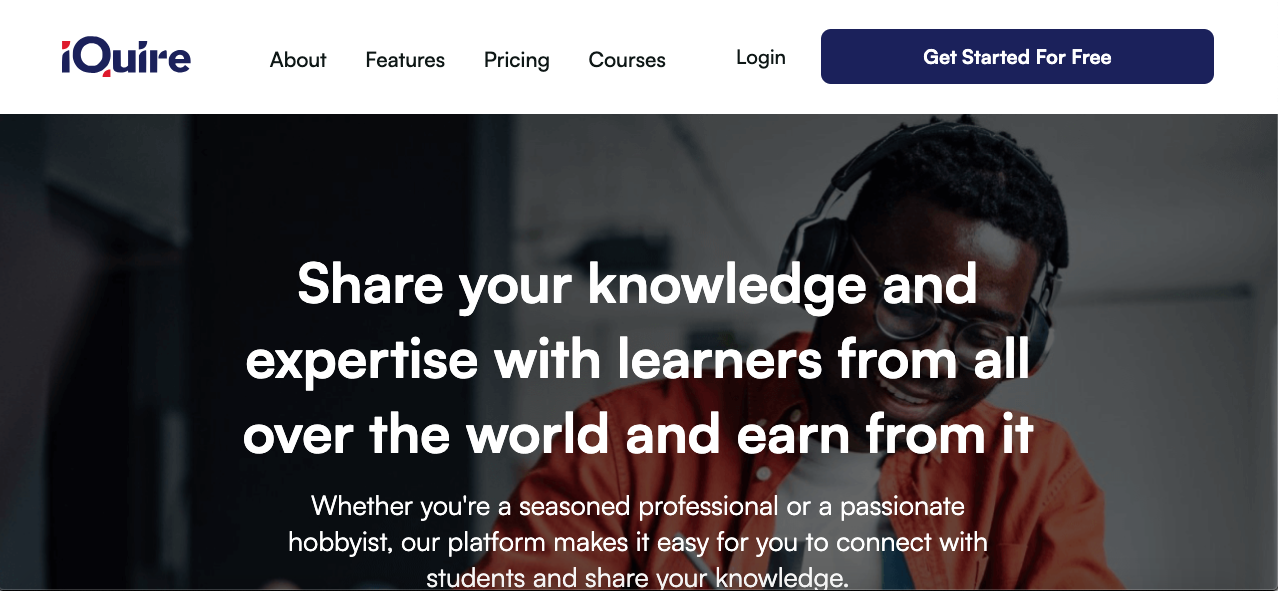 iQuire
About Features Pricing Courses Login Get Started For Free
Share your knowledge and
expertise with learners from all
over the world and earn from it
Whether you're a seasoned professional or a passionate
hobbyist, our platform makes it easy for you to connect with
students and share your knowledge.